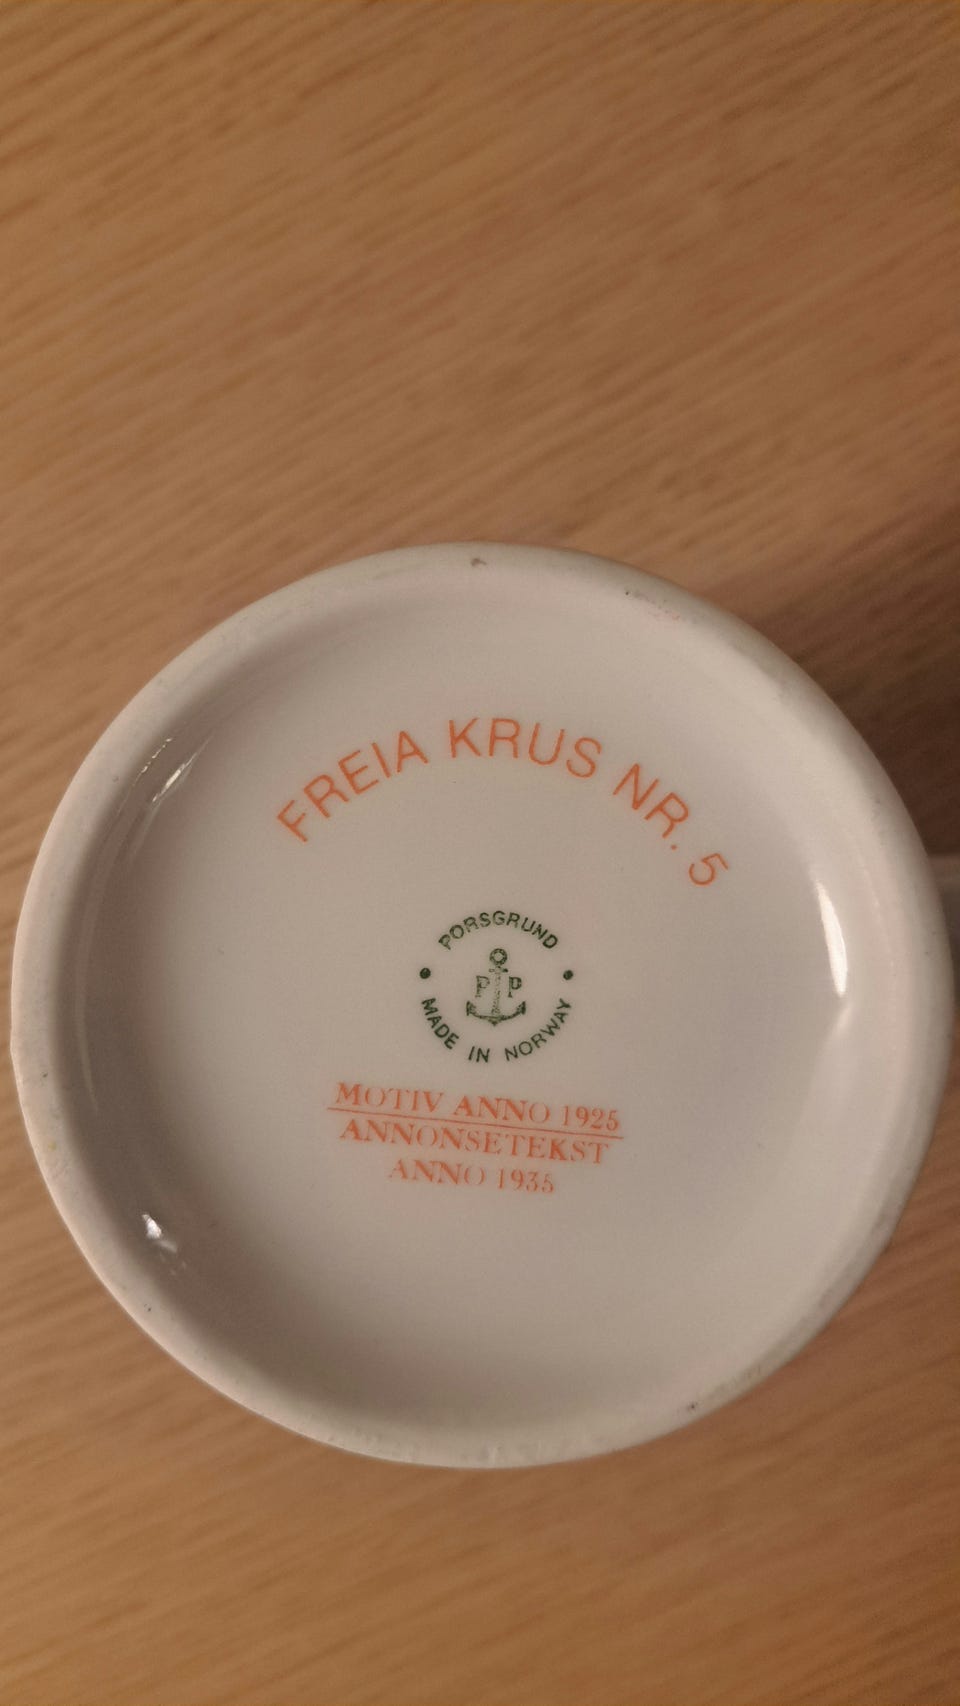 FREIA KRUS NR. 5
PORSGRUND
P P
MADE IN NORWAY
MOTIV ANNO 1925
ANNONSETEKST
ANNO 1935